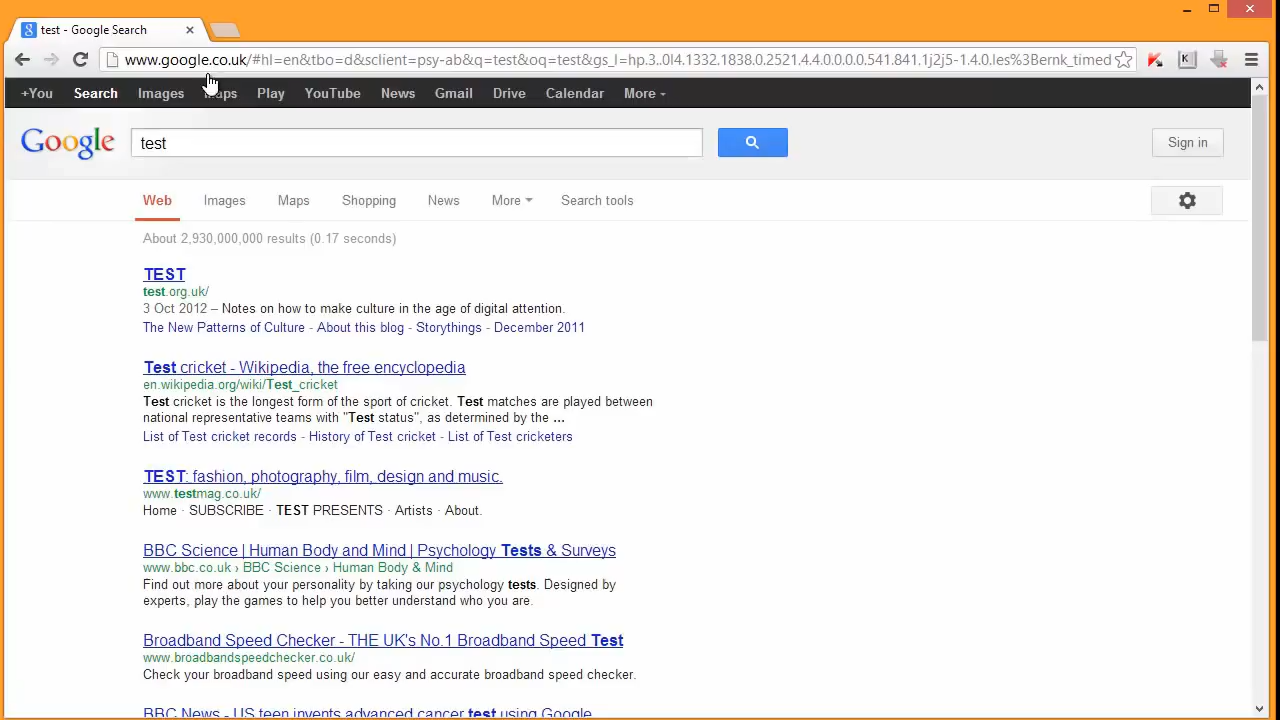 test - Google Search
www.google.co.uk/#hl=en&tbo=d&sclient=psy-ab&q=test&oq=test&gs_l=hp.3..0l4.1332.1838.0.2521.4.4.0.0.0.0.541.841.1j2j5-1.4.0.les%3Bernk_timed
+You Search Images Maps Play YouTube News Gmail Drive Calendar More
Google test Sign in
Web Images Maps Shopping News More Search tools
About 2,930,000,000 results (0.17 seconds)
TEST
test.org.uk/
3 Oct 2012 – Notes on how to make culture in the age of digital attention.
The New Patterns of Culture - About this blog - Storythings - December 2011
Test cricket - Wikipedia, the free encyclopedia
en.wikipedia.org/wiki/Test_cricket
Test cricket is the longest form of the sport of cricket. Test matches are played between
national representative teams with "Test status", as determined by the ...
List of Test cricket records - History of Test cricket - List of Test cricketers
TEST: fashion, photography, film, design and music.
www.testmag.co.uk/
Home · SUBSCRIBE · TEST PRESENTS · Artists · About.
BBC Science | Human Body and Mind | Psychology Tests & Surveys
www.bbc.co.uk › BBC Science › Human Body & Mind
Find out more about your personality by taking our psychology tests. Designed by
experts, play the games to help you better understand who you are.
Broadband Speed Checker - THE UK's No.1 Broadband Speed Test
www.broadbandspeedchecker.co.uk/
Check your broadband speed using our easy and accurate broadband speed checker.
BBC News - US teen invents advanced cancer test using Google